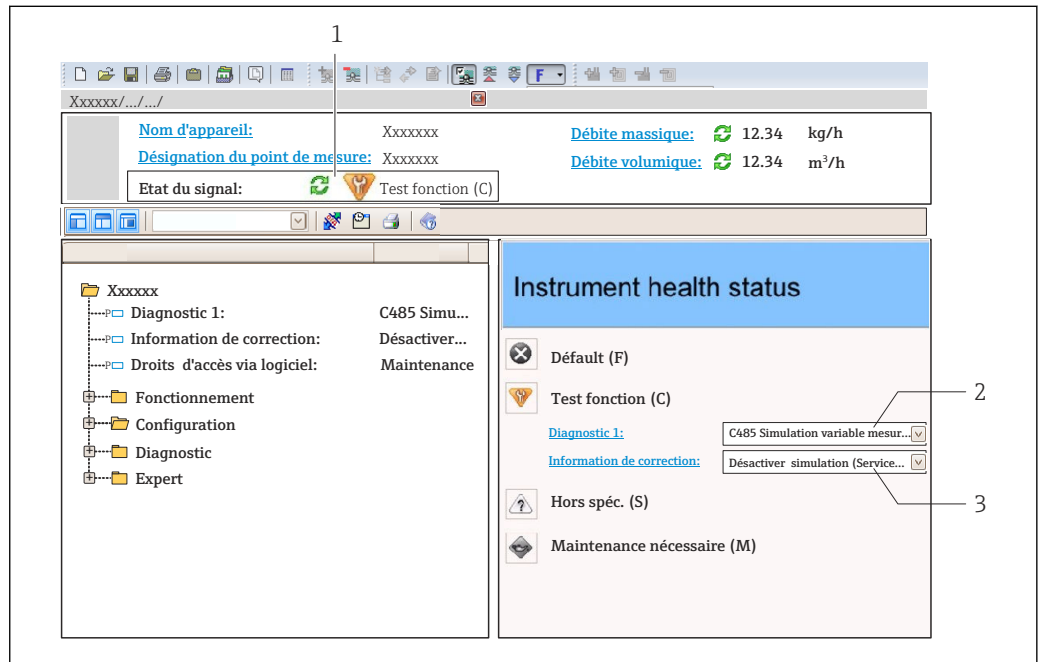 1
F
Xxxxxx/.../.../
Nom d'appareil: Xxxxxxx Débite massique: 12.34 kg/h
Désignation du point de mesure: Xxxxxxx Débite volumique: 12.34 m³/h
Etat du signal: Test fonction (C)
Xxxxxx
Diagnostic 1: C485 Simu...
Information de correction: Désactiver...
Droits d'accès via logiciel: Maintenance
Fonctionnement
Configuration
Diagnostic
Expert
Instrument health status
Défault (F)
Test fonction (C)
Diagnostic 1: C485 Simulation variable mesur...
2
Information de correction: Désactiver simulation (Service...
Hors spéc. (S)
3
Maintenance nécessaire (M)